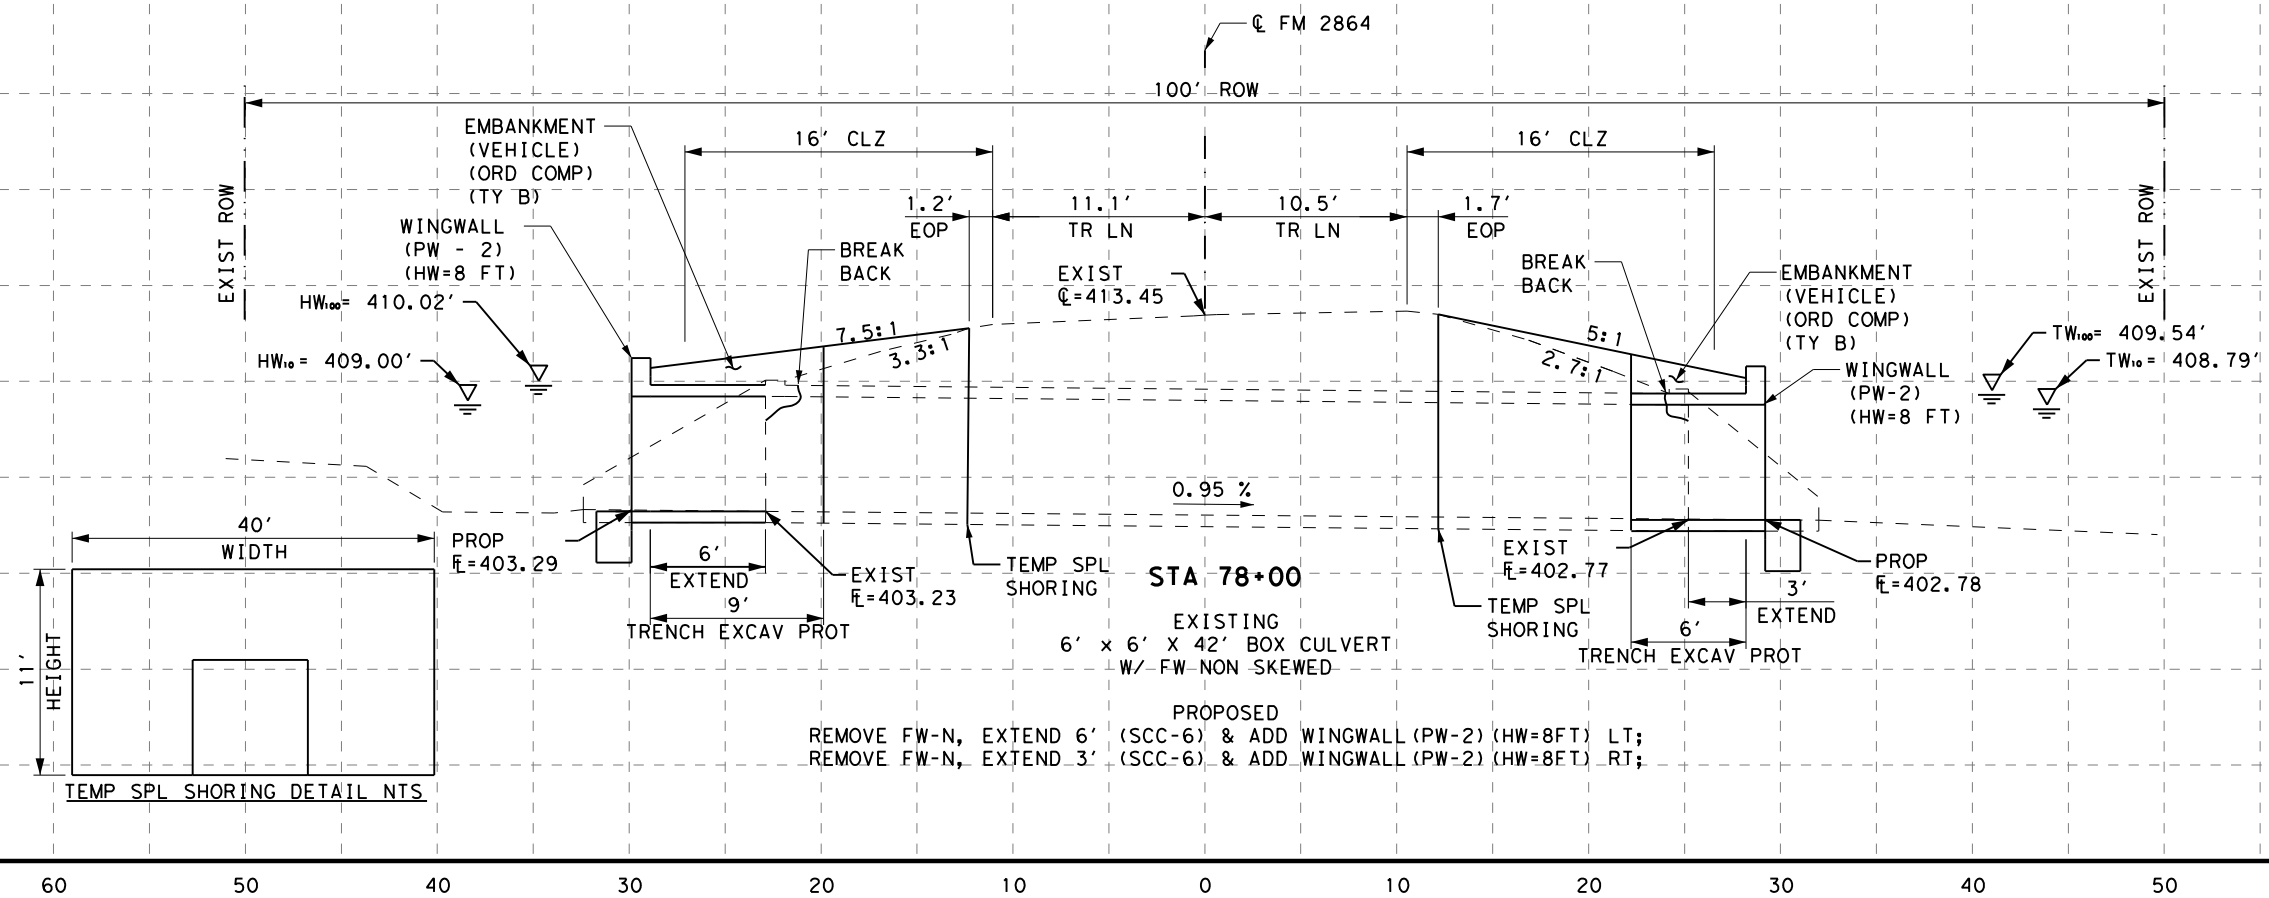 ℄ FM 2864
100' ROW
EMBANKMENT
(VEHICLE)
(ORD COMP)
(TY B)
16' CLZ
16' CLZ
EXIST ROW
EXIST ROW
WINGWALL
(PW - 2)
(HW=8 FT)
1.2'
EOP
11.1'
TR LN
10.5'
TR LN
1.7'
EOP
BREAK
BACK
EXIST
℄=413.45
BREAK
BACK
EMBANKMENT
(VEHICLE)
(ORD COMP)
(TY B)
HW₁₀₀= 410.02'
HW₁₀= 409.00'
7.5:1
3.3:1
5:1
2.7:1
TW₁₀₀= 409.54'
TW₁₀= 408.79'
WINGWALL
(PW-2)
(HW=8 FT)
0.95 %
40'
WIDTH
11'
HEIGHT
TEMP SPL SHORING DETAIL NTS
PROP
FL=403.29
6'
EXTEND
9'
TRENCH EXCAV PROT
EXIST
FL=403.23
TEMP SPL
SHORING
STA 78+00
EXISTING
6' x 6' X 42' BOX CULVERT
W/ FW NON SKEWED
EXIST
FL=402.77
TEMP SPL
SHORING
PROP
FL=402.78
3'
EXTEND
6'
TRENCH EXCAV PROT
PROPOSED
REMOVE FW-N, EXTEND 6' (SCC-6) & ADD WINGWALL(PW-2)(HW=8FT) LT;
REMOVE FW-N, EXTEND 3' (SCC-6) & ADD WINGWALL(PW-2)(HW=8FT) RT;
60 50 40 30 20 10 0 10 20 30 40 50